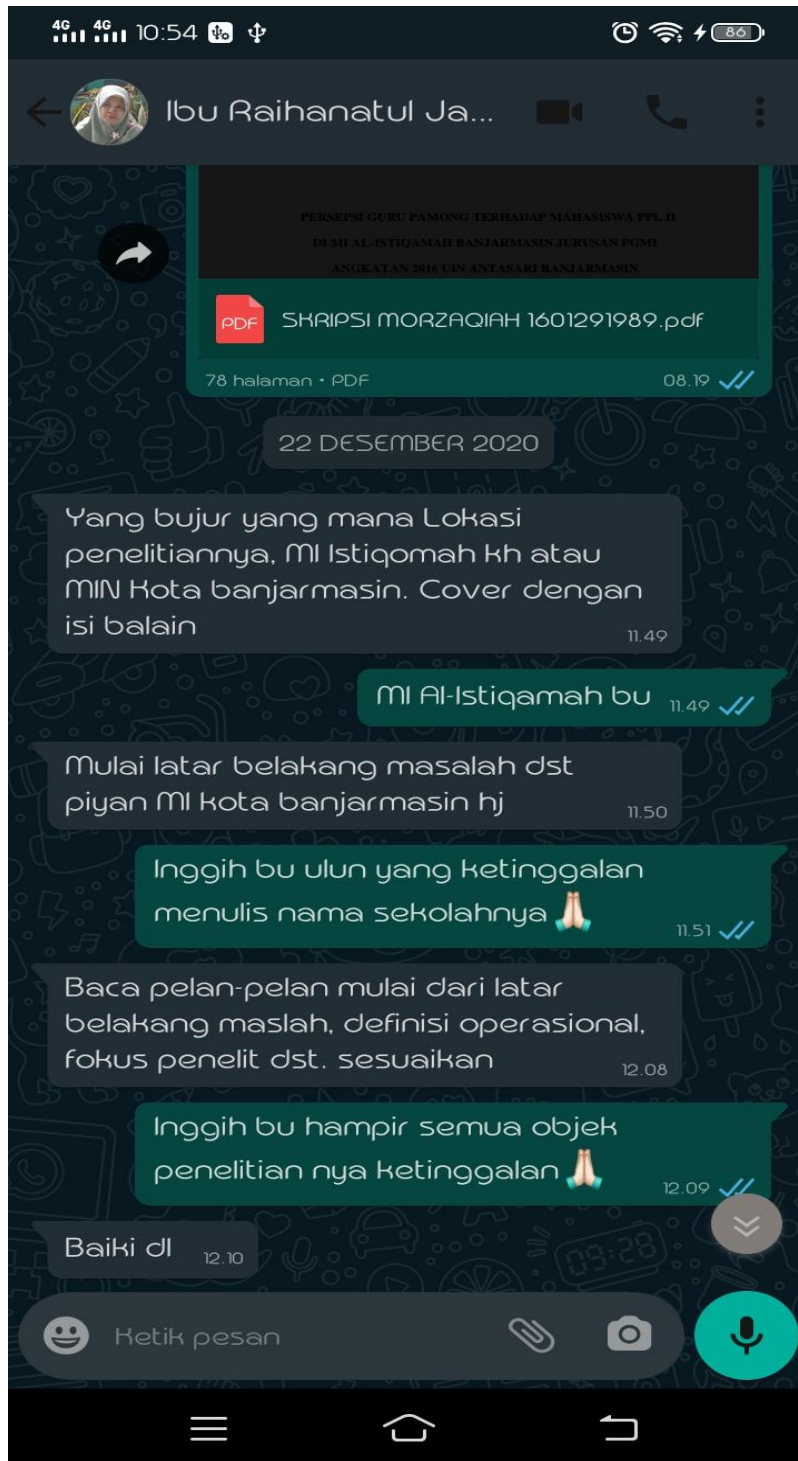 4G 4G 10:54 86
Ibu Raihanatul Ja...
PERSEPSI GURU PAMONG TERHADAP MAHASISWA PPL II
DI MI AL-ISTIQAMAH BANJARMASIN JURUSAN PGMI
ANGKATAN 2016 UIN ANTASARI BANJARMASIN
PDF SKRIPSI MORZAQIAH 1601291989.pdf
78 halaman • PDF 08.19
22 DESEMBER 2020
Yang bujur yang mana Lokasi
penelitiannya, MI Istiqomah kh atau
MIN Kota banjarmasin. Cover dengan
isi balain 11.49
MI Al-Istiqamah bu 11.49
Mulai latar belakang masalah dst
piyan MI kota banjarmasin hj 11.50
Inggih bu ulun yang ketinggalan
menulis nama sekolahnya🙏🏻 11.51
Baca pelan-pelan mulai dari latar
belakang maslah, definisi operasional,
fokus penelit dst. sesuaikan 12.08
Inggih bu hampir semua objek
penelitian nya ketinggalan🙏🏻 12.09
Baiki dl 12.10
Ketik pesan